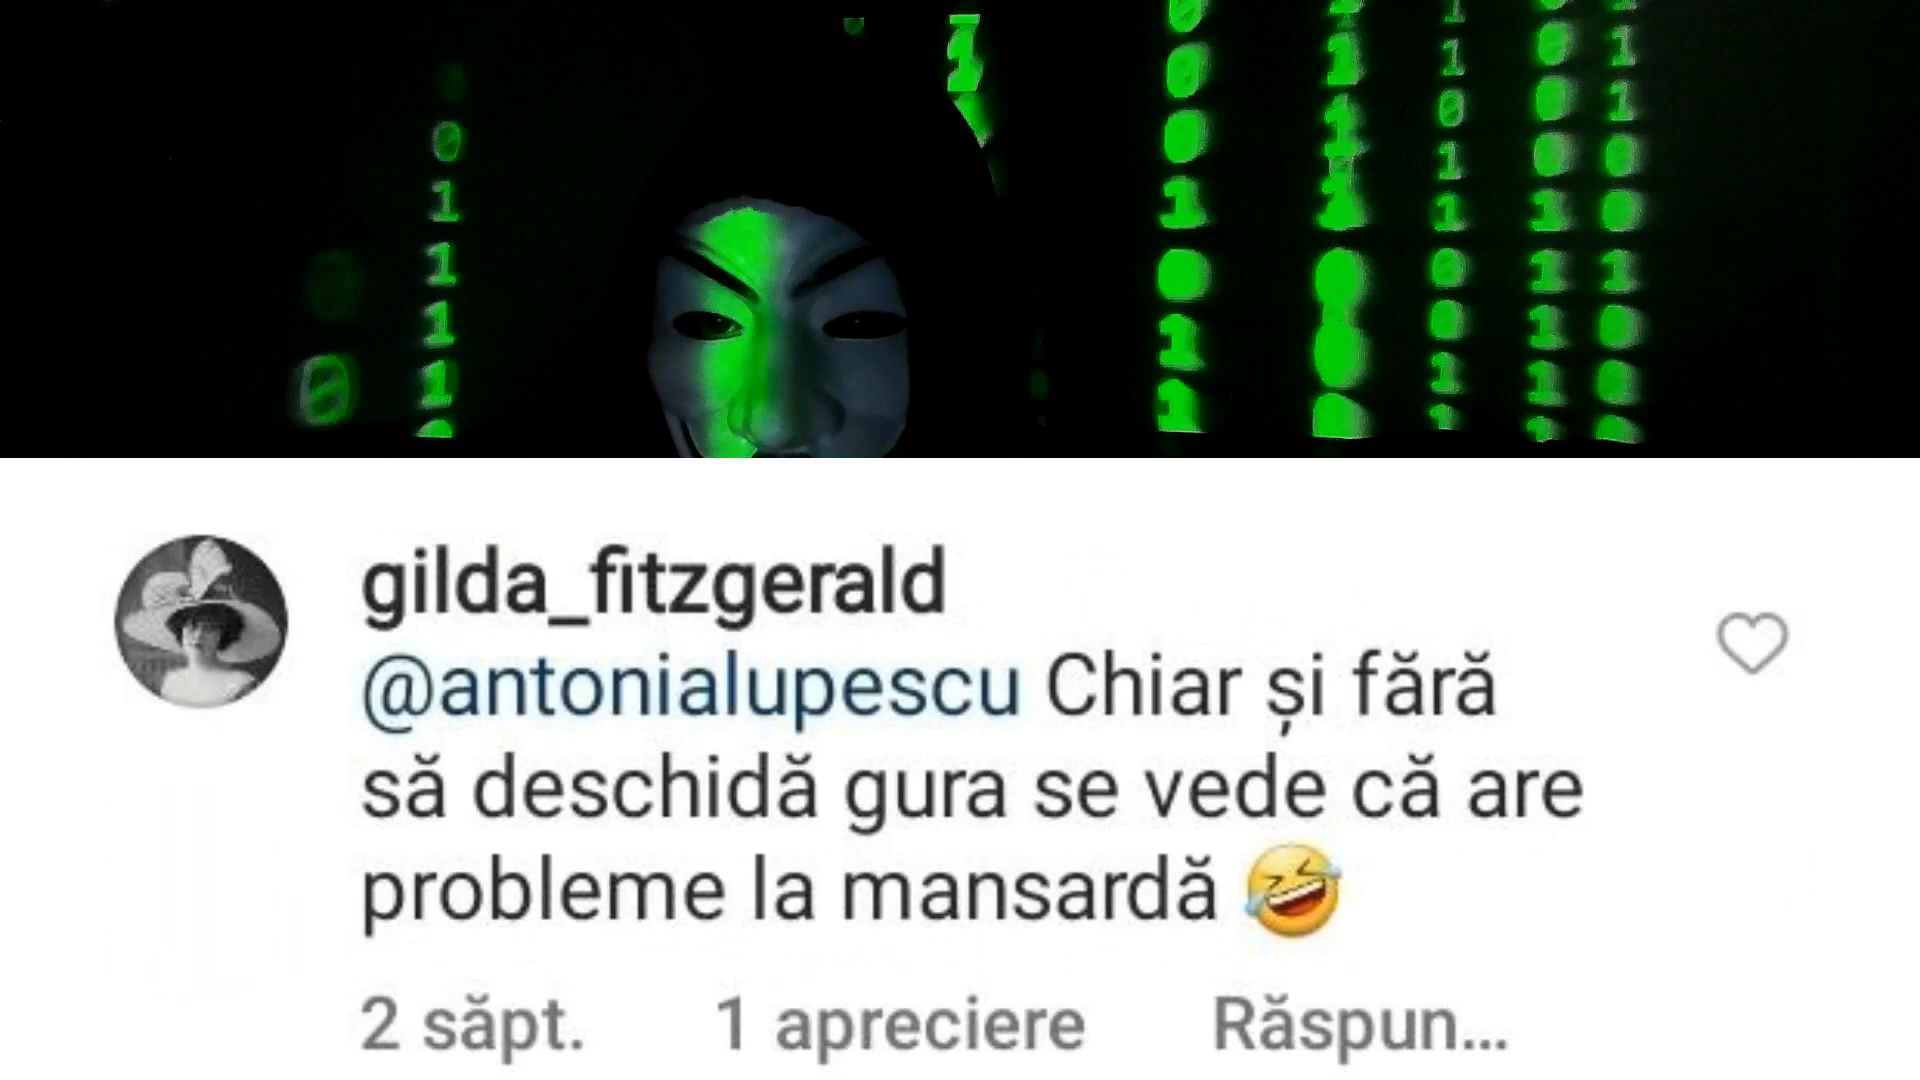 gilda_fitzgerald
@antonialupescu Chiar și fără
să deschidă gura se vede că are
probleme la mansardă 🤣
2 săpt. 1 apreciere Răspun...